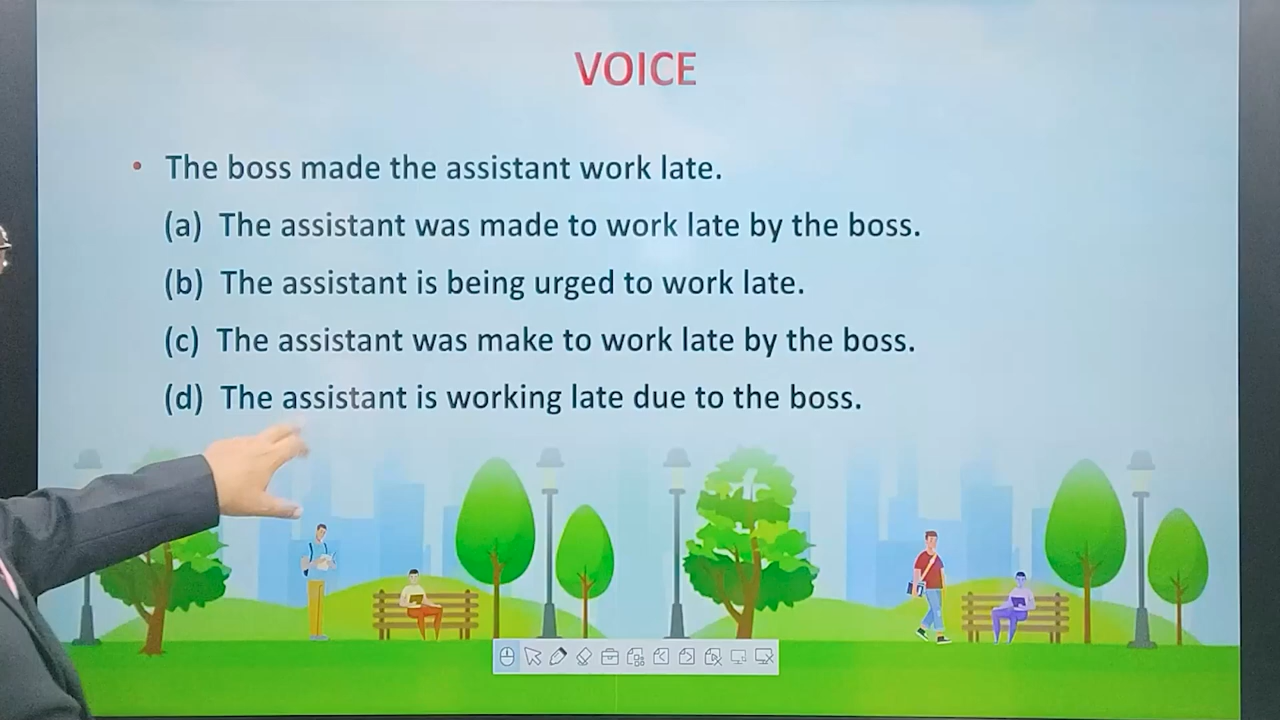 VOICE
• The boss made the assistant work late.
(a) The assistant was made to work late by the boss.
(b) The assistant is being urged to work late.
(c) The assistant was make to work late by the boss.
(d) The assistant is working late due to the boss.